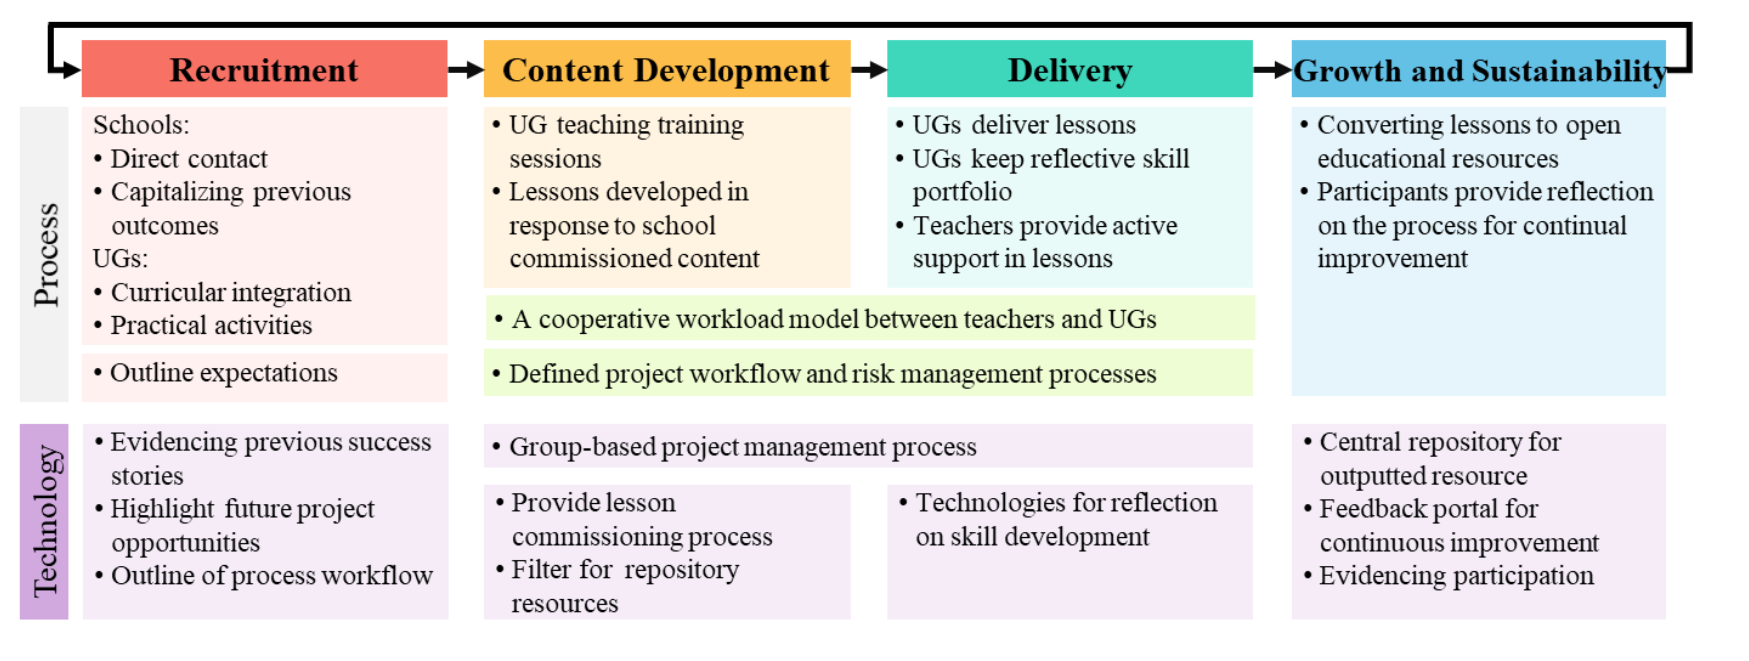 Recruitment
Content Development
Delivery
Growth and Sustainability
Process
Schools:
• Direct contact
• Capitalizing previous
outcomes
UGs:
• Curricular integration
• Practical activities
• Outline expectations
• UG teaching training
sessions
• Lessons developed in
response to school
commissioned content
• UGs deliver lessons
• UGs keep reflective skill
portfolio
• Teachers provide active
support in lessons
• A cooperative workload model between teachers and UGs
• Defined project workflow and risk management processes
• Converting lessons to open
educational resources
• Participants provide reflection
on the process for continual
improvement
Technology
• Evidencing previous success
stories
• Highlight future project
opportunities
• Outline of process workflow
• Group-based project management process
• Provide lesson
commissioning process
• Filter for repository
resources
• Technologies for reflection
on skill development
• Central repository for
outputted resource
• Feedback portal for
continuous improvement
• Evidencing participation